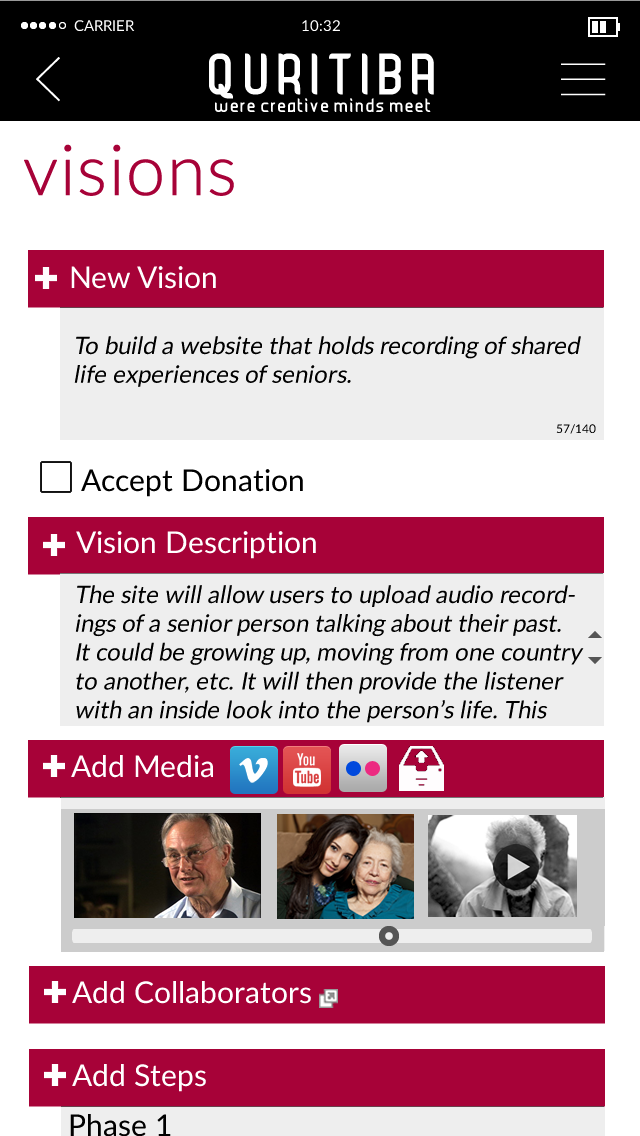 CARRIER 10:32
QURITIBA
were creative minds meet
visions
New Vision
To build a website that holds recording of shared
life experiences of seniors.
57/140
Accept Donation
Vision Description
The site will allow users to upload audio record-
ings of a senior person talking about their past.
It could be growing up, moving from one country
to another, etc. It will then provide the listener
with an inside look into the person's life. This
Add Media
You
Tube
Add Collaborators
Add Steps
Phase 1